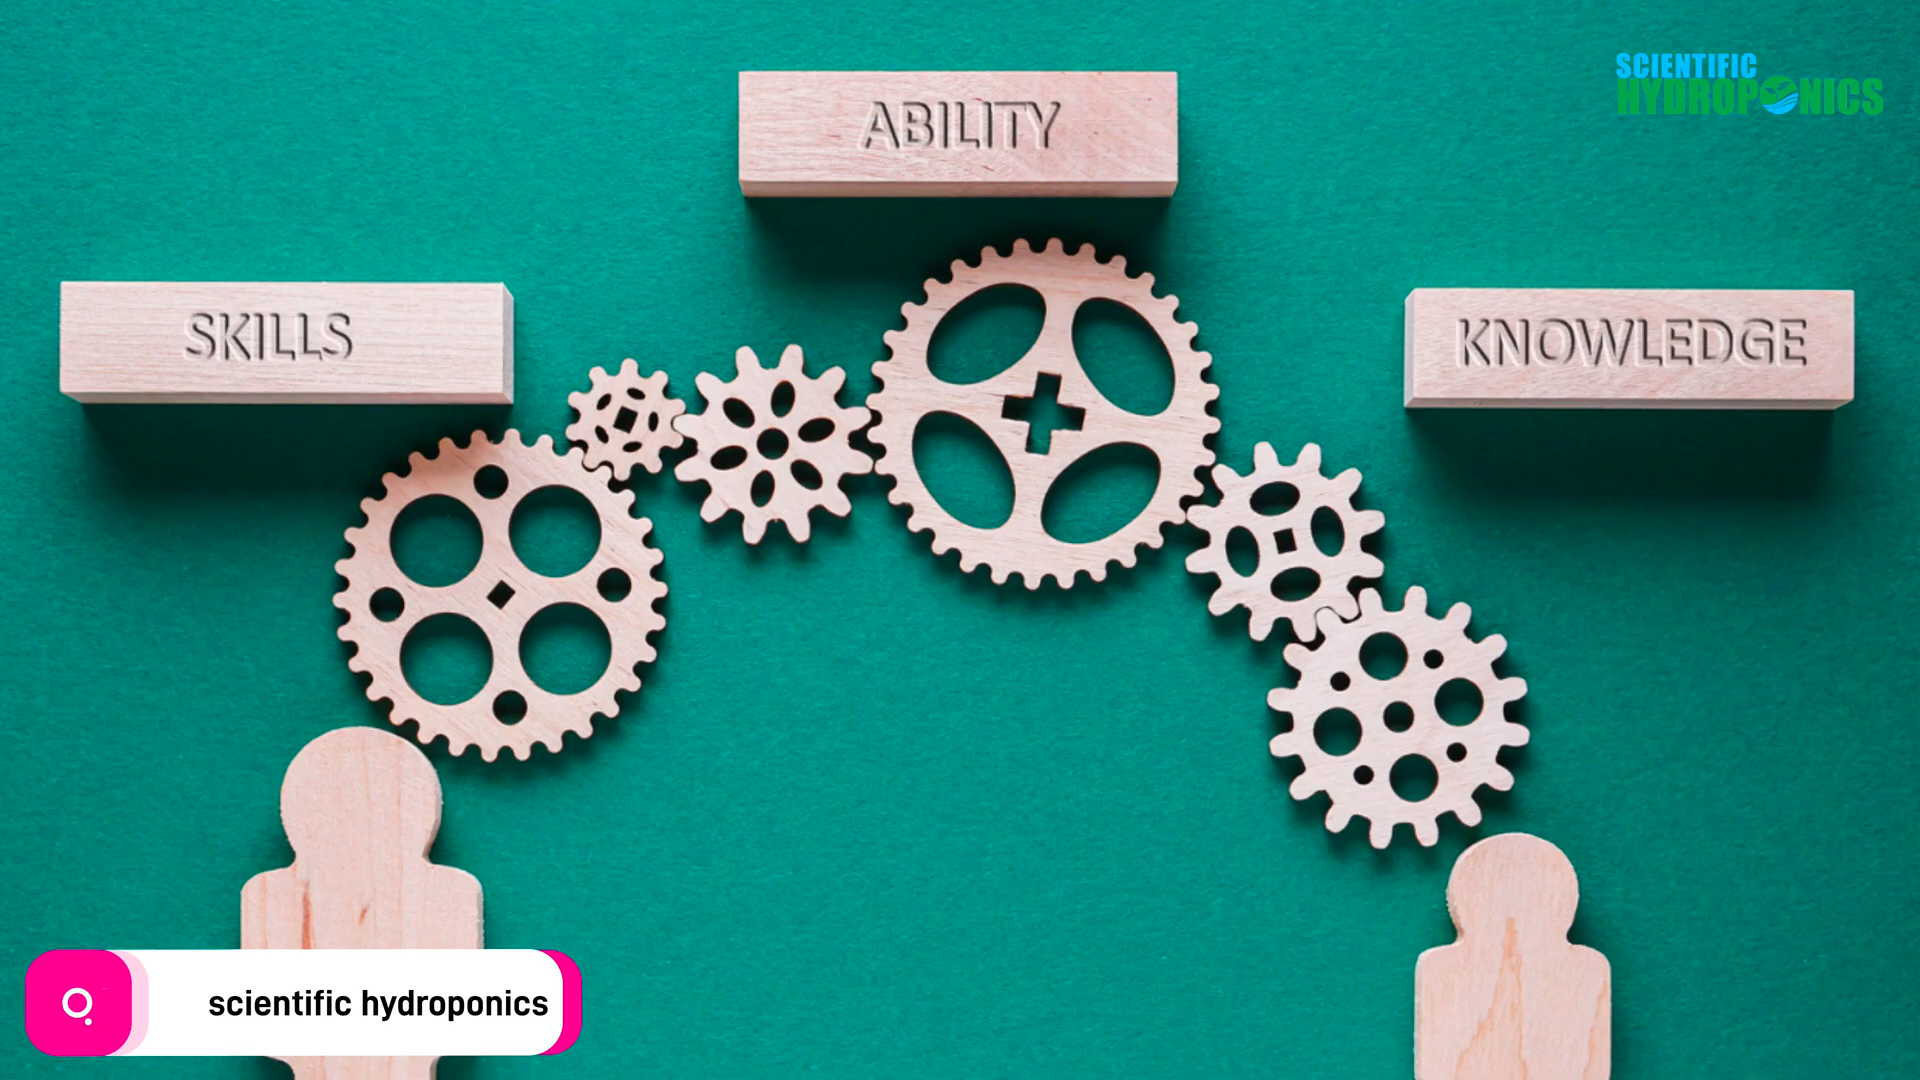 SCIENTIFIC
HYDROPONICS
ABILITY
SKILLS
KNOWLEDGE
scientific hydroponics